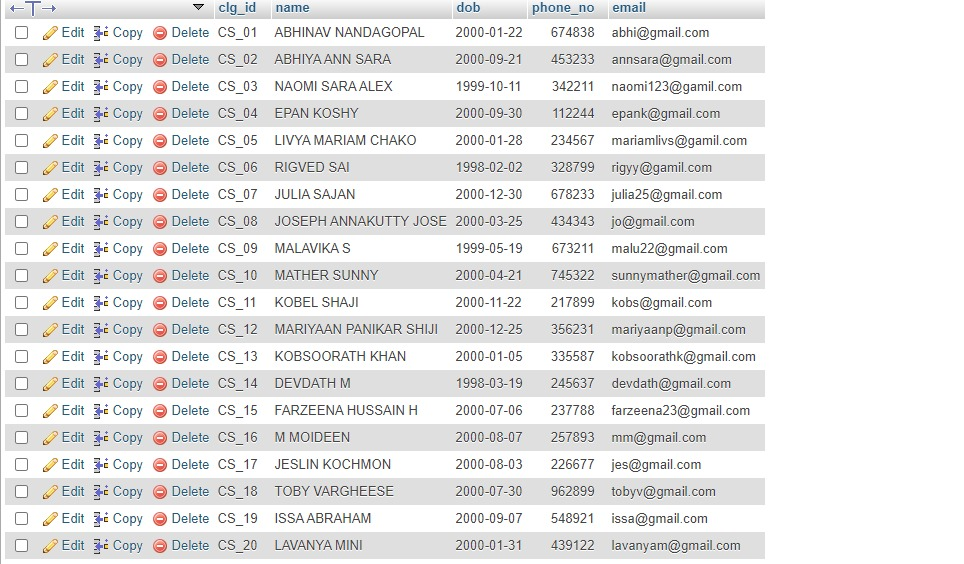 clg_id name dob phone_no email
Edit Copy Delete CS_01 ABHINAV NANDAGOPAL 2000-01-22 674838 abhi@gmail.com
Edit Copy Delete CS_02 ABHIYA ANN SARA 2000-09-21 453233 annsara@gmail.com
Edit Copy Delete CS_03 NAOMI SARA ALEX 1999-10-11 342211 naomi123@gamil.com
Edit Copy Delete CS_04 EPAN KOSHY 2000-09-30 112244 epank@gmail.com
Edit Copy Delete CS_05 LIVYA MARIAM CHAKO 2000-01-28 234567 mariamlivs@gamil.com
Edit Copy Delete CS_06 RIGVED SAI 1998-02-02 328799 rigyy@gamil.com
Edit Copy Delete CS_07 JULIA SAJAN 2000-12-30 678233 julia25@gmail.com
Edit Copy Delete CS_08 JOSEPH ANNAKUTTY JOSE 2000-03-25 434343 jo@gmail.com
Edit Copy Delete CS_09 MALAVIKA S 1999-05-19 673211 malu22@gmail.com
Edit Copy Delete CS_10 MATHER SUNNY 2000-04-21 745322 sunnymather@gmail.com
Edit Copy Delete CS_11 KOBEL SHAJI 2000-11-22 217899 kobs@gmail.com
Edit Copy Delete CS_12 MARIYAAN PANIKAR SHIJI 2000-12-25 356231 mariyaanp@gmail.com
Edit Copy Delete CS_13 KOBSOORATH KHAN 2000-01-05 335587 kobsoorathk@gmail.com
Edit Copy Delete CS_14 DEVDATH M 1998-03-19 245637 devdath@gmail.com
Edit Copy Delete CS_15 FARZEENA HUSSAIN H 2000-07-06 237788 farzeena23@gmail.com
Edit Copy Delete CS_16 M MOIDEEN 2000-08-07 257893 mm@gmail.com
Edit Copy Delete CS_17 JESLIN KOCHMON 2000-08-03 226677 jes@gmail.com
Edit Copy Delete CS_18 TOBY VARGHEESE 2000-07-30 962899 tobyv@gmail.com
Edit Copy Delete CS_19 ISSA ABRAHAM 2000-09-07 548921 issa@gmail.com
Edit Copy Delete CS_20 LAVANYA MINI 2000-01-31 439122 lavanyam@gmail.com